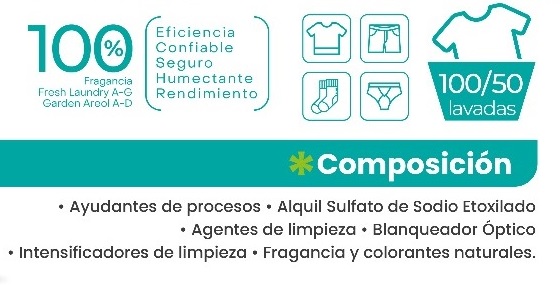 100%
Fragancia
Fresh Laundry A-G
Garden Areol A-D
Eficiencia
Confiable
Seguro
Humectante
Rendimiento
100/50
lavadas
*Composición
• Ayudantes de procesos • Alquil Sulfato de Sodio Etoxilado
• Agentes de limpieza • Blanqueador Óptico
• Intensificadores de limpieza • Fragancia y colorantes naturales.